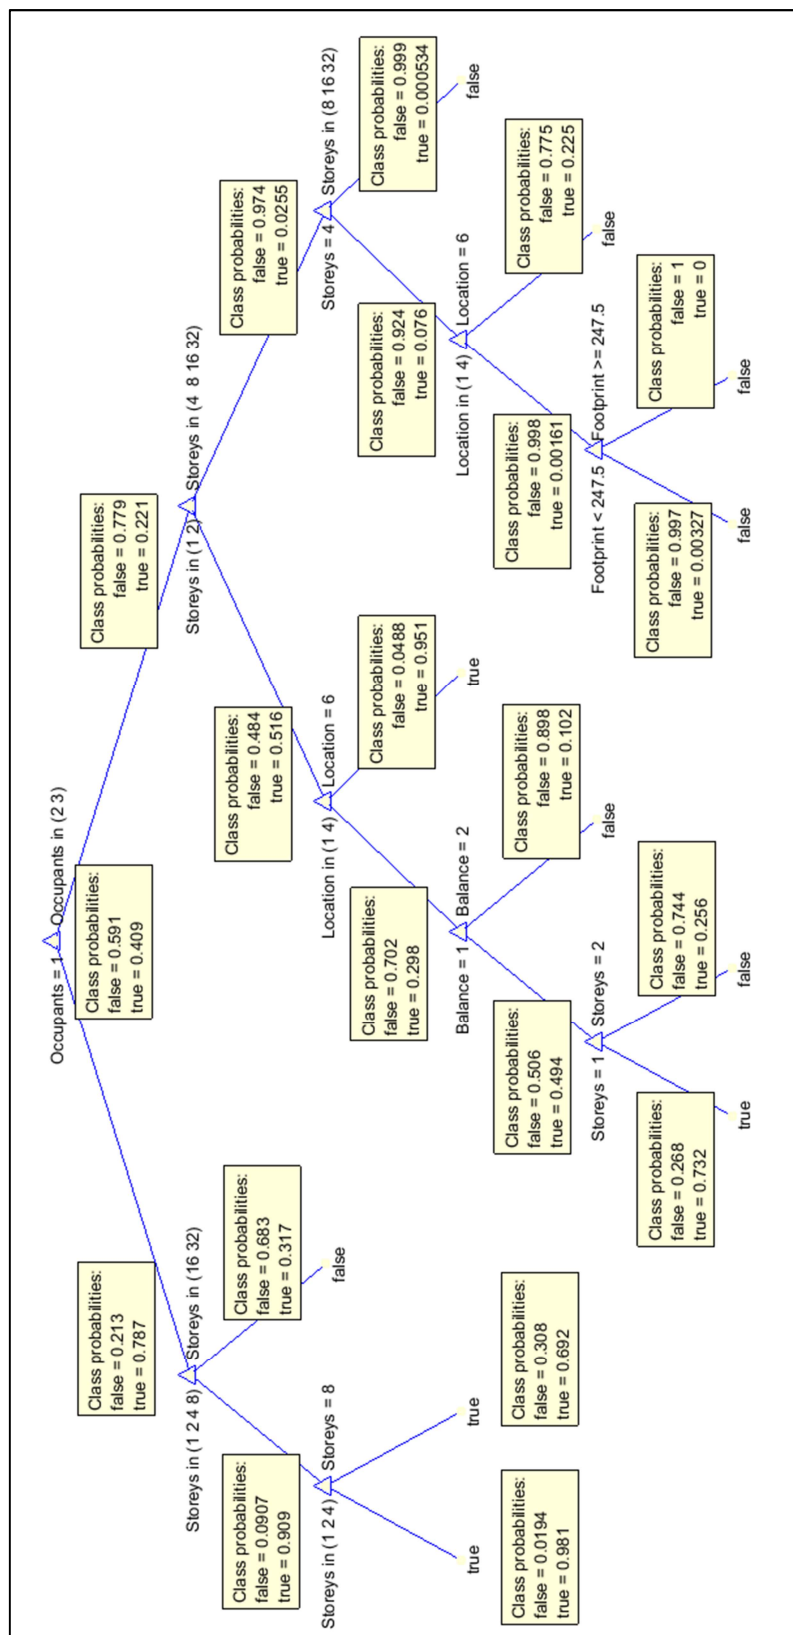 Occupants = 1
Occupants in (2 3)
Class probabilities:
false = 0.591
true = 0.409
Class probabilities:
false = 0.213
true = 0.787
Class probabilities:
false = 0.779
true = 0.221
Storeys in (1 2 4 8)
Storeys in (16 32)
Storeys in (1 2)
Storeys in (4 8 16 32)
Class probabilities:
false = 0.0907
true = 0.909
Class probabilities:
false = 0.683
true = 0.317
Class probabilities:
false = 0.484
true = 0.516
Class probabilities:
false = 0.974
true = 0.0255
Storeys in (1 2 4)
Storeys = 8
false
Location in (1 4)
Location = 6
Storeys = 4
Storeys in (8 16 32)
Class probabilities:
false = 0.702
true = 0.298
Class probabilities:
false = 0.0488
true = 0.951
Class probabilities:
false = 0.924
true = 0.076
Class probabilities:
false = 0.999
true = 0.000534
true
true
Balance = 1
Balance = 2
true
Location in (1 4)
Location = 6
false
Class probabilities:
false = 0.0194
true = 0.981
Class probabilities:
false = 0.308
true = 0.692
Class probabilities:
false = 0.506
true = 0.494
Class probabilities:
false = 0.898
true = 0.102
Class probabilities:
false = 0.998
true = 0.00161
Class probabilities:
false = 0.775
true = 0.225
Storeys = 1
Storeys = 2
false
Footprint < 247.5
Footprint >= 247.5
false
Class probabilities:
false = 0.268
true = 0.732
Class probabilities:
false = 0.744
true = 0.256
Class probabilities:
false = 0.997
true = 0.00327
Class probabilities:
false = 1
true = 0
true
false
false
false